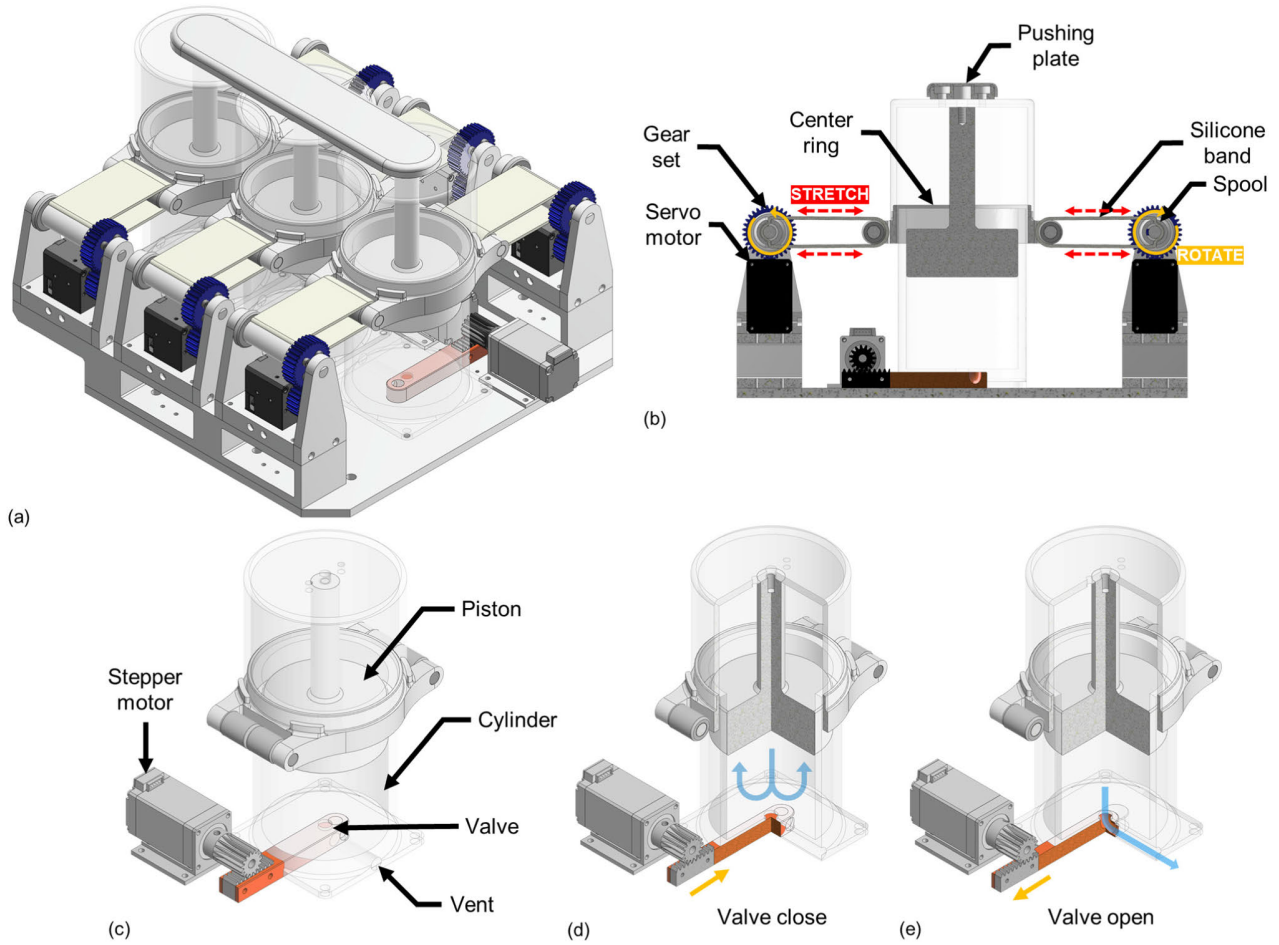 Pushing
plate
Gear
set
Center
ring
Silicone
band
STRETCH
Spool
Servo
motor
ROTATE
(b)
(a)
Piston
Stepper
motor
Cylinder
Valve
Vent
(c)
(d)
Valve close
(e)
Valve open